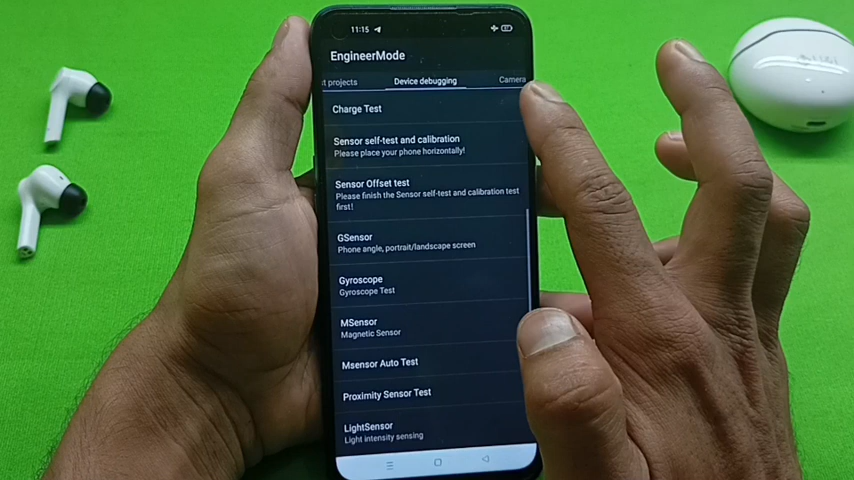 11:15
EngineerMode
t projects Device debugging Camera
Charge Test
Sensor self-test and calibration
Please place your phone horizontally!
Sensor Offset test
Please finish the Sensor self-test and calibration test
first!
GSensor
Phone angle, portrait/landscape screen
Gyroscope
Gyroscope Test
MSensor
Magnetic Sensor
Msensor Auto Test
Proximity Sensor Test
LightSensor
Light intensity sensing